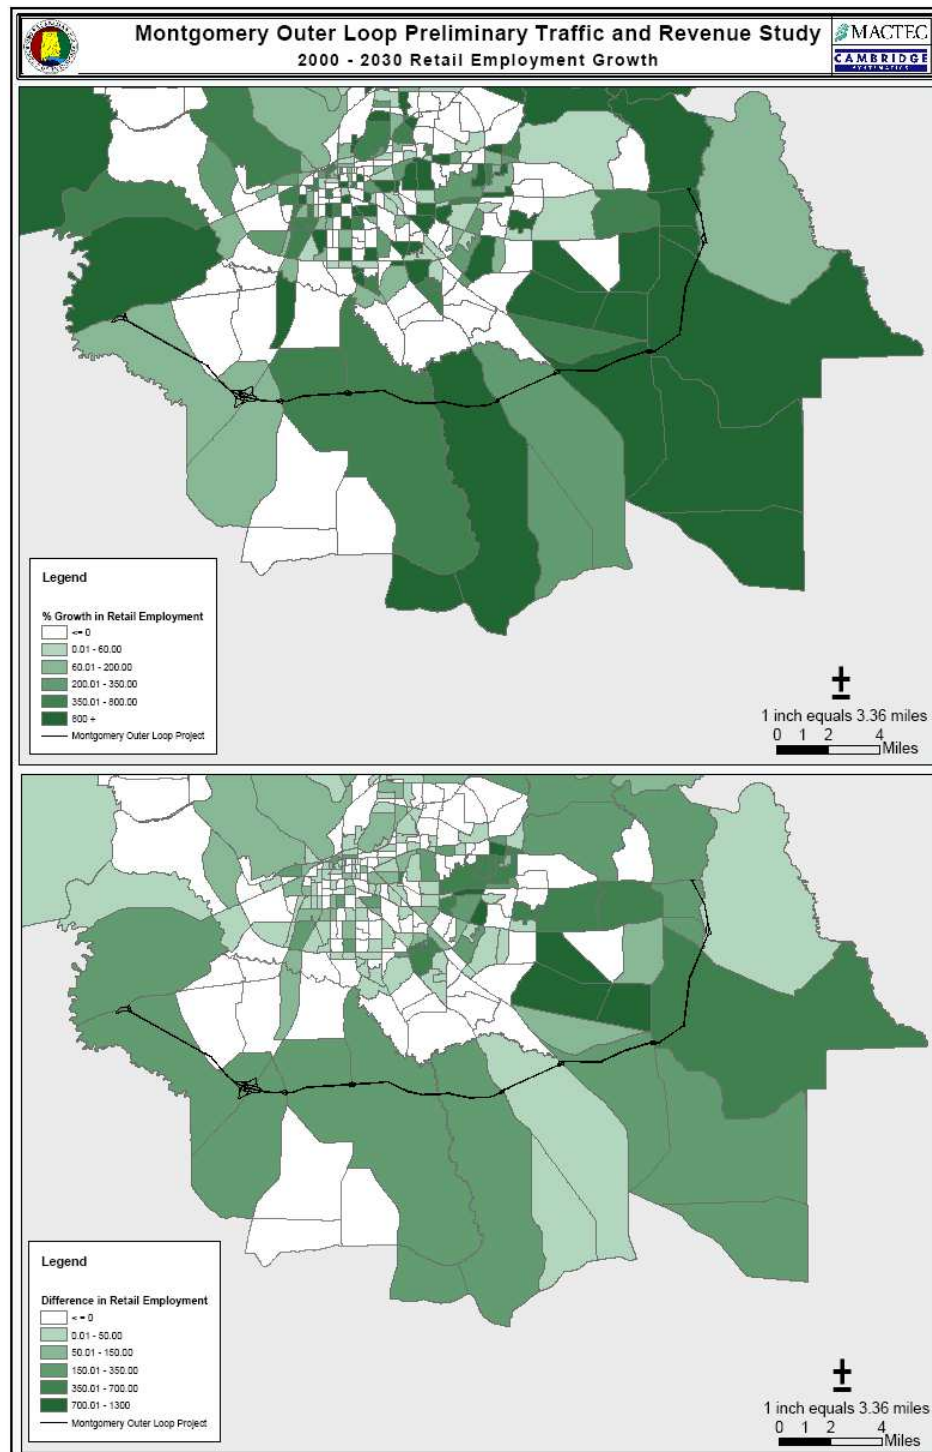 Montgomery Outer Loop Preliminary Traffic and Revenue Study
2000 - 2030 Retail Employment Growth
MACTEC
CAMBRIDGE
SYSTEMATICS
Legend
% Growth in Retail Employment
<= 0
0.01 - 60.00
60.01 - 200.00
200.01 - 350.00
350.01 - 800.00
800 +
Montgomery Outer Loop Project
1 inch equals 3.36 miles
0 1 2 4
Miles
Legend
Difference in Retail Employment
< = 0
0.01 - 50.00
50.01 - 150.00
150.01 - 350.00
350.01 - 700.00
700.01 - 1300
Montgomery Outer Loop Project
1 inch equals 3.36 miles
0 1 2 4
Miles